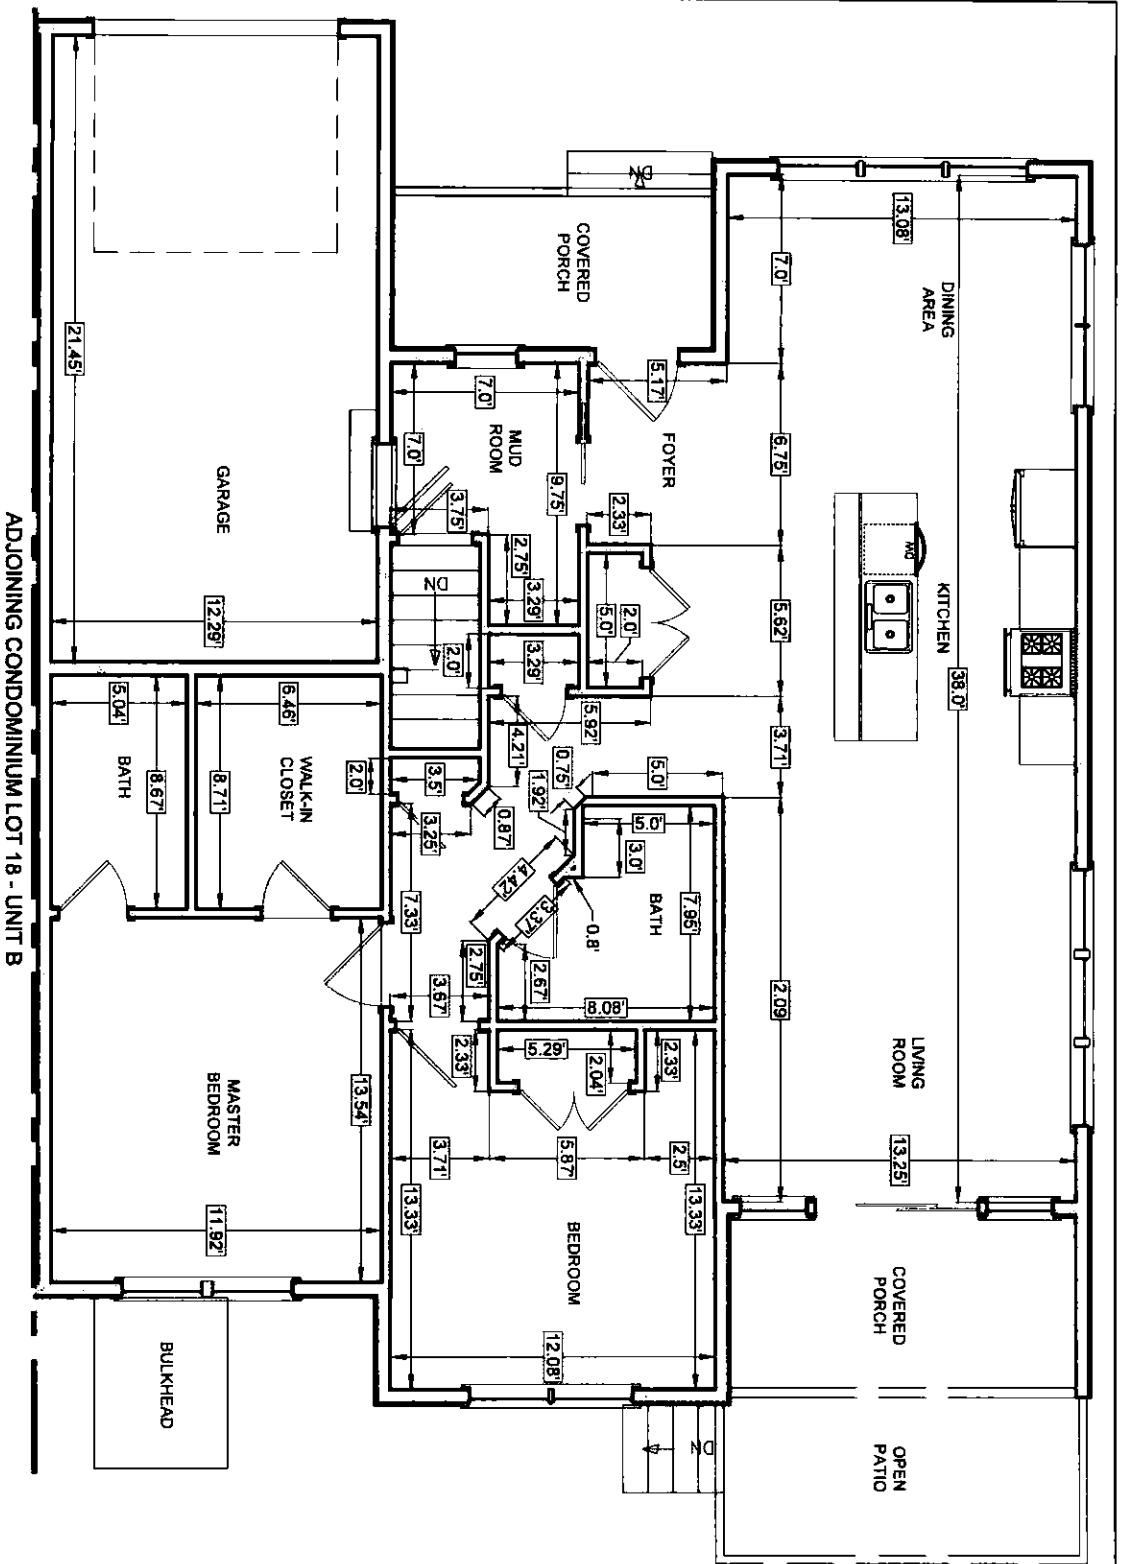 13.08'
7.0'
DINING
AREA
COVERED
PORCH
DN
21.45'
5.17'
7.0'
MUD
ROOM
7.0'
FOYER
6.75'
9.75'
3.75'
2.33'
GARAGE
12.29'
2.75'
3.29'
DN
2.0'
3.29'
5.0'
2.0'
5.62'
DW
KITCHEN
38.0'
5.92'
4.21'
3.71'
5.04'
BATH
8.67'
6.46'
8.71'
WALK-IN
CLOSET
2.0'
3.5'
3.25'
0.87'
0.75'
1.92'
5.0'
5.0'
3.0'
7.95'
BATH
4.42'
3.37'
0.8'
7.33'
2.75'
3.67'
2.67'
8.08'
2.09'
LIVING
ROOM
13.25'
2.33'
5.29'
2.04'
2.33'
MASTER
BEDROOM
13.54'
11.92'
3.71'
5.87'
2.5'
13.33'
13.33'
BEDROOM
12.08'
COVERED
PORCH
BULKHEAD
DN
OPEN
PATIO
ADJOINING CONDOMINIUM LOT 18 - UNIT B